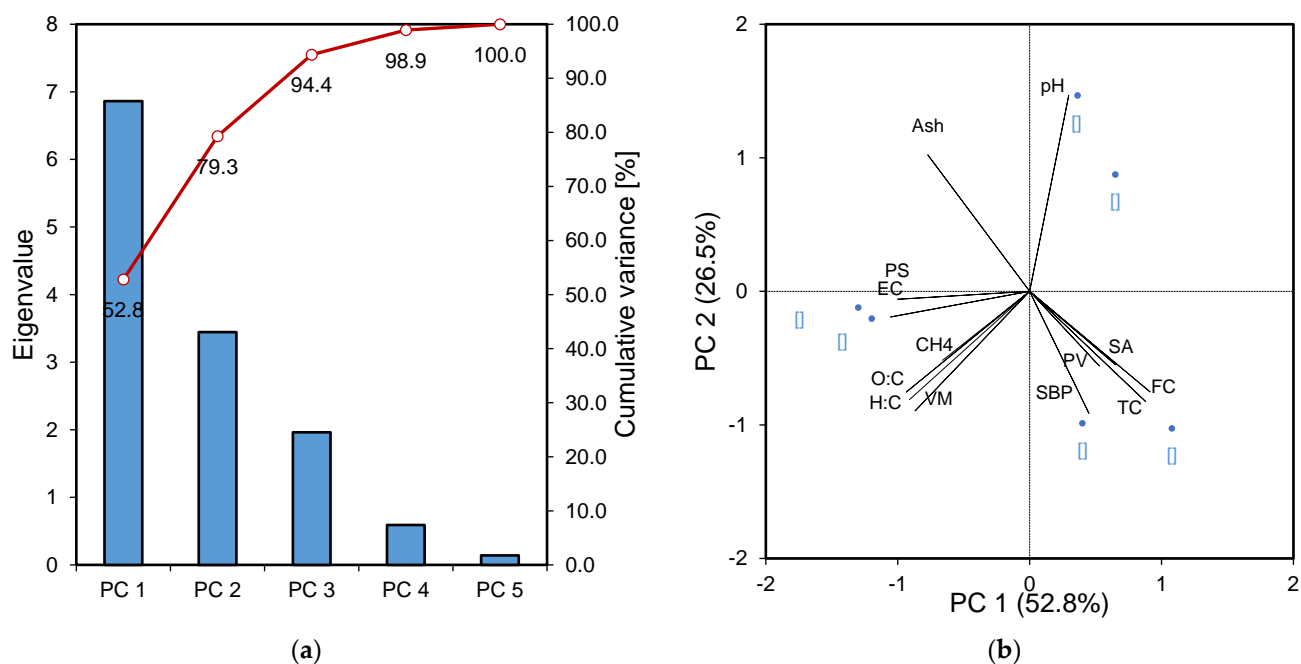 8
7
6
5
4
3
2
1
0
Eigenvalue
52.8
79.3
94.4
98.9
100.0
100.0
90.0
80.0
70.0
60.0
50.0
40.0
30.0
20.0
10.0
0.0
Cumulative variance [%]
PC 1 PC 2 PC 3 PC 4 PC 5
(a)
2
1
0
-1
-2
PC 2 (26.5%)
pH
[]
Ash
[]
PS
EC
[]
[]
CH4
PV
SA
O:C
H:C
VM
SBP
FC
TC
[]
[]
-2 -1 0 1 2
PC 1 (52.8%)
(b)